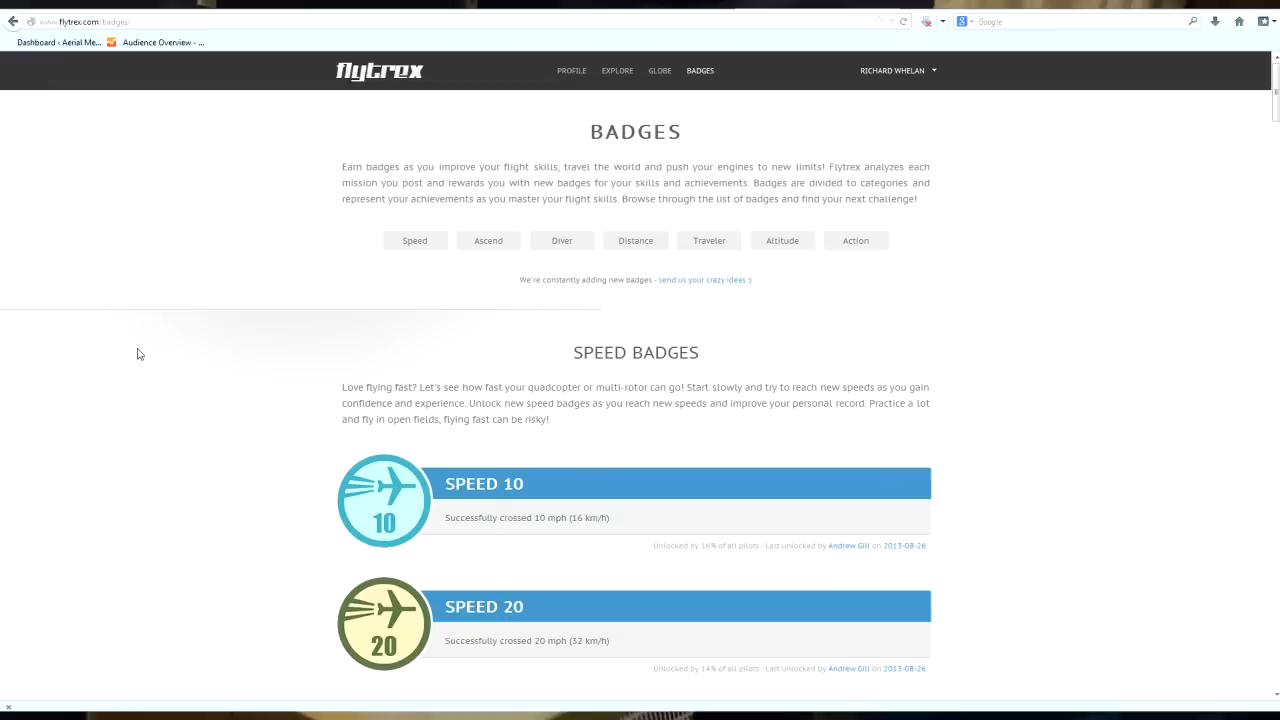 www.flytrex.com/badges/
Google
Dashboard ‹ Aerial Me...
Audience Overview - ...
flytrex
PROFILE
EXPLORE
GLOBE
BADGES
RICHARD WHELAN
BADGES
Earn badges as you improve your flight skills, travel the world and push your engines to new limits! Flytrex analyzes each
mission you post and rewards you with new badges for your skills and achievements. Badges are divided to categories and
represent your achievements as you master your flight skills. Browse through the list of badges and find your next challenge!
Speed
Ascend
Diver
Distance
Traveler
Altitude
Action
We're constantly adding new badges - send us your crazy ideas :)
SPEED BADGES
Love flying fast? Let's see how fast your quadcopter or multi-rotor can go! Start slowly and try to reach new speeds as you gain
confidence and experience. Unlock new speed badges as you reach new speeds and improve your personal record. Practice a lot
and fly in open fields, flying fast can be risky!
10
SPEED 10
Successfully crossed 10 mph (16 km/h)
Unlocked by 16% of all pilots - Last unlocked by Andrew Gill on 2013-08-26
20
SPEED 20
Successfully crossed 20 mph (32 km/h)
Unlocked by 14% of all pilots - Last unlocked by Andrew Gill on 2013-08-26